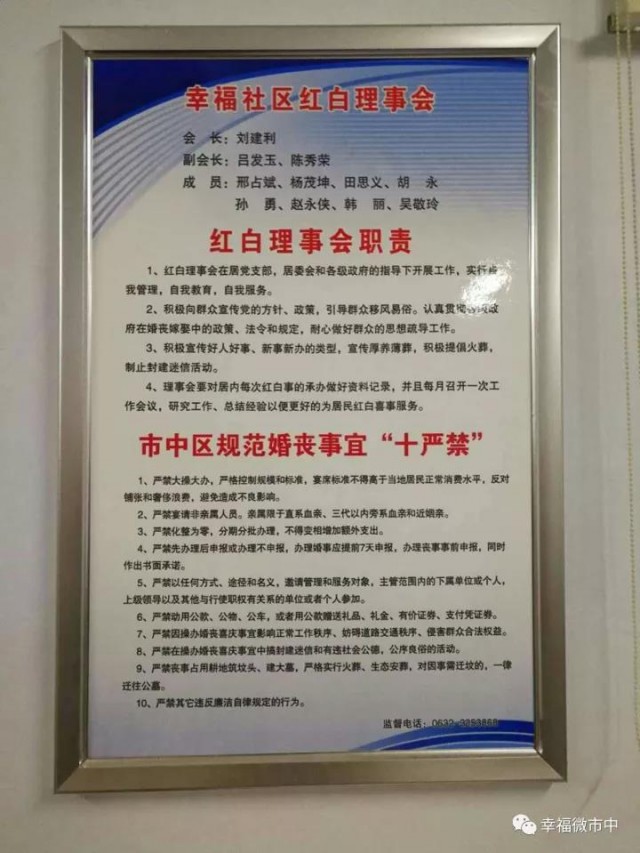 幸福社区红白理事会
会　长：刘建利
副会长：吕发玉、陈秀荣
成　员：邢占斌、杨茂坤、田思义、胡　永
孙　勇、赵永侠、韩　丽、吴敬玲
红白理事会职责
1、红白理事会在居党支部，居委会和各级政府的指导下开展工作，实行自
我管理，自我教育，自我服务。
2、积极向群众宣传党的方针、政策，引导群众移风易俗。认真贯彻各级政
府在婚丧嫁娶中的政策、法令和规定，耐心做好群众的思想疏导工作。
3、积极宣传好人好事、新事新办的类型，宣传厚养薄葬，积极提倡火葬，
制止封建迷信活动。
4、理事会要对居内每次红白事的承办做好资料记录，并且每月召开一次工
作会议，研究工作、总结经验以便更好的为居民红白喜事服务。
市中区规范婚丧事宜“十严禁”
1、严禁大操大办，严格控制规模和标准，宴席标准不得高于当地居民正常消费水平，反对
铺张和奢侈浪费，避免造成不良影响。
2、严禁宴请非亲属人员。亲属限于直系血亲、三代以内旁系血亲和近姻亲。
3、严禁化整为零，分期分批办理，不得变相增加额外支出。
4、严禁先办理后申报或办理不申报，办理婚事应提前7天申报，办理丧事事前申报，同时
作出书面承诺。
5、严禁以任何方式、途径和名义，邀请管理和服务对象，主管范围内的下属单位或个人，
上级领导以及其他与行使职权有关系的单位或者个人参加。
6、严禁动用公款、公物、公车，或者用公款赠送礼品、礼金、有价证券、支付凭证券。
7、严禁因操办婚丧喜庆事宜影响正常工作秩序、妨碍道路交通秩序、侵害群众合法权益。
8、严禁在操办婚丧喜庆事宜中搞封建迷信和有违社会公德，公序良俗的活动。
9、严禁丧事占用耕地筑坟头、建大墓，严格实行火葬、生态安葬，对因事需迁坟的，一律
迁往公墓。
10、严禁其它违反廉洁自律规定的行为。
监督电话：0632-3393868
幸福微市中